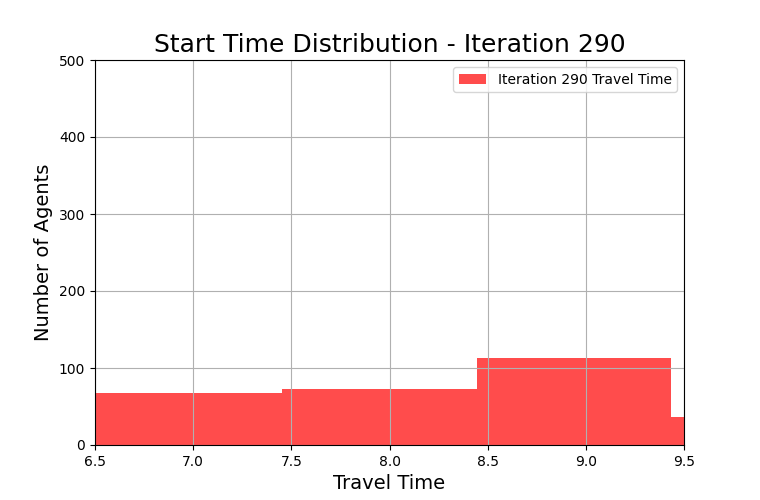 Start Time Distribution - Iteration 290
Iteration 290 Travel Time
Number of Agents
500
400
300
200
100
0
6.5 7.0 7.5 8.0 8.5 9.0 9.5
Travel Time